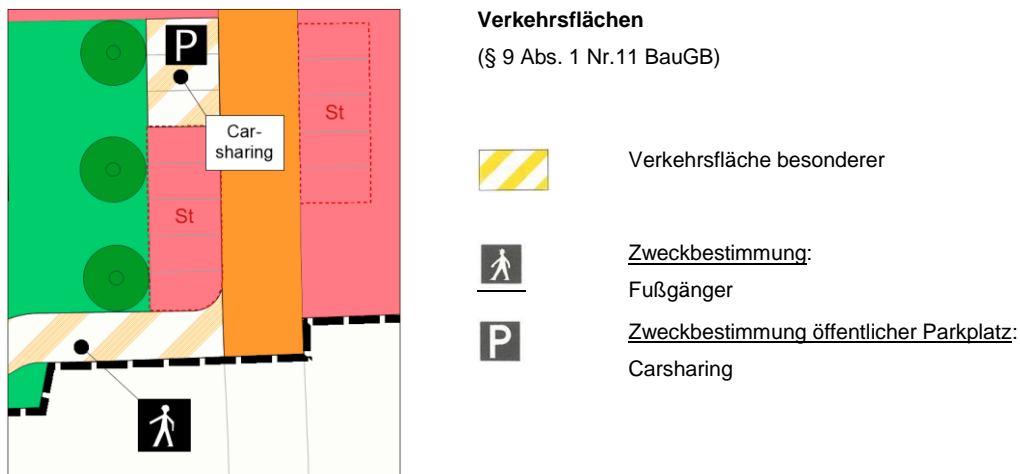 P
Car-
sharing
St
St
Verkehrsflächen
(§ 9 Abs. 1 Nr.11 BauGB)
Verkehrsfläche besonderer
Zweckbestimmung:
Fußgänger
P
Zweckbestimmung öffentlicher Parkplatz:
Carsharing